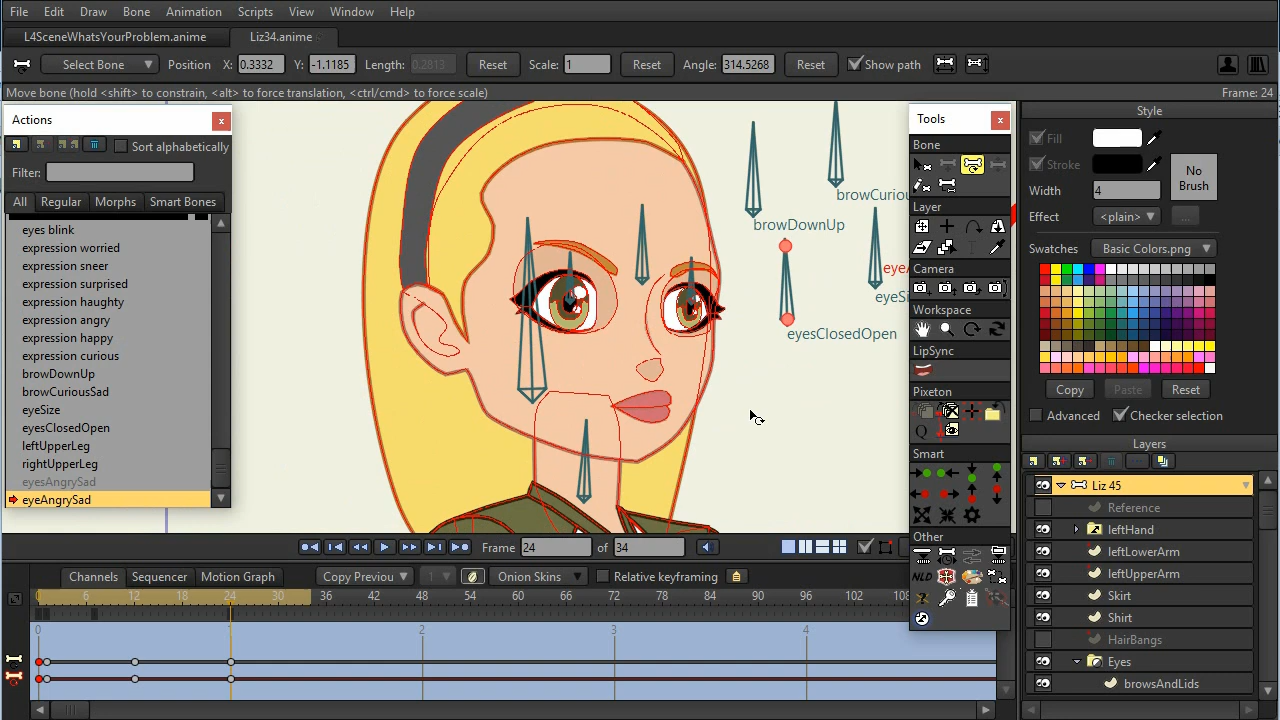 File Edit Draw Bone Animation Scripts View Window Help
L4SceneWhatsYourProblem.anime Liz34.anime
Select Bone Position X: 0.3332 Y: -1.1185 Length: 0.2813 Reset Scale: 1 Reset Angle: 314.5268 Reset Show path
Move bone (hold <shift> to constrain, <alt> to force translation, <ctrl/cmd> to force scale) Frame: 24
Actions x
Sort alphabetically
Filter:
All Regular Morphs Smart Bones
eyes blink
expression worried
expression sneer
expression surprised
expression haughty
expression angry
expression happy
expression curious
browDownUp
browCuriousSad
eyeSize
eyesClosedOpen
leftUpperLeg
rightUpperLeg
eyesAngrySad
eyeAngrySad
browCuriou
browDownUp
eyeA
eyeSi
eyesClosedOpen
Tools x
Bone
Layer
Camera
Workspace
LipSync
Pixeton
Smart
Other
NLD
Style
Fill
Stroke
No
Brush
Width 4
Effect <plain> ...
Swatches Basic Colors.png
Copy Paste Reset
Advanced Checker selection
Layers
Liz 45
Reference
leftHand
leftLowerArm
leftUpperArm
Skirt
Shirt
HairBangs
Eyes
browsAndLids
Frame 24 of 34
Channels Sequencer Motion Graph Copy Previou 1 Onion Skins Relative keyframing
0 6 12 18 24 30 36 42 48 54 60 66 72 78 84 90 96 102 108
0 1 2 3 4